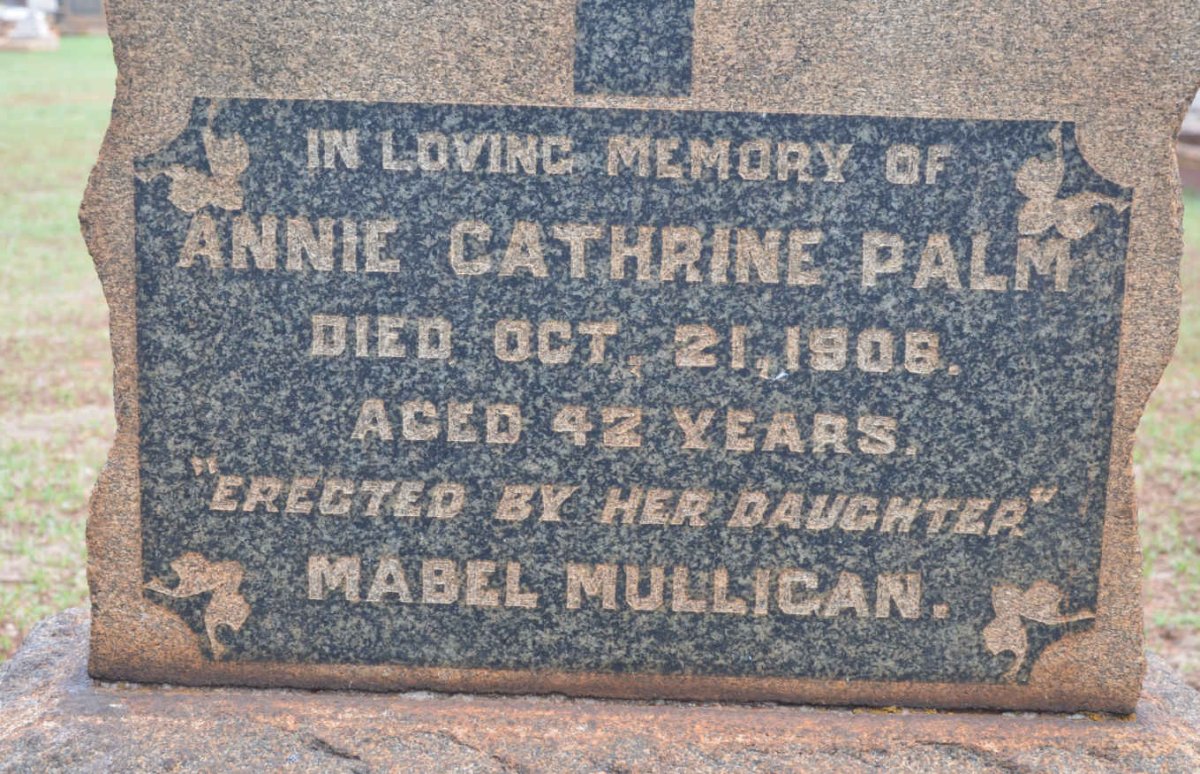 IN LOVING MEMORY OF
ANNIE CATHRINE PALM
DIED OCT. 21, 1906.
AGED 42 YEARS.
"ERECTED BY HER DAUGHTER"
MABEL MULLIGAN.